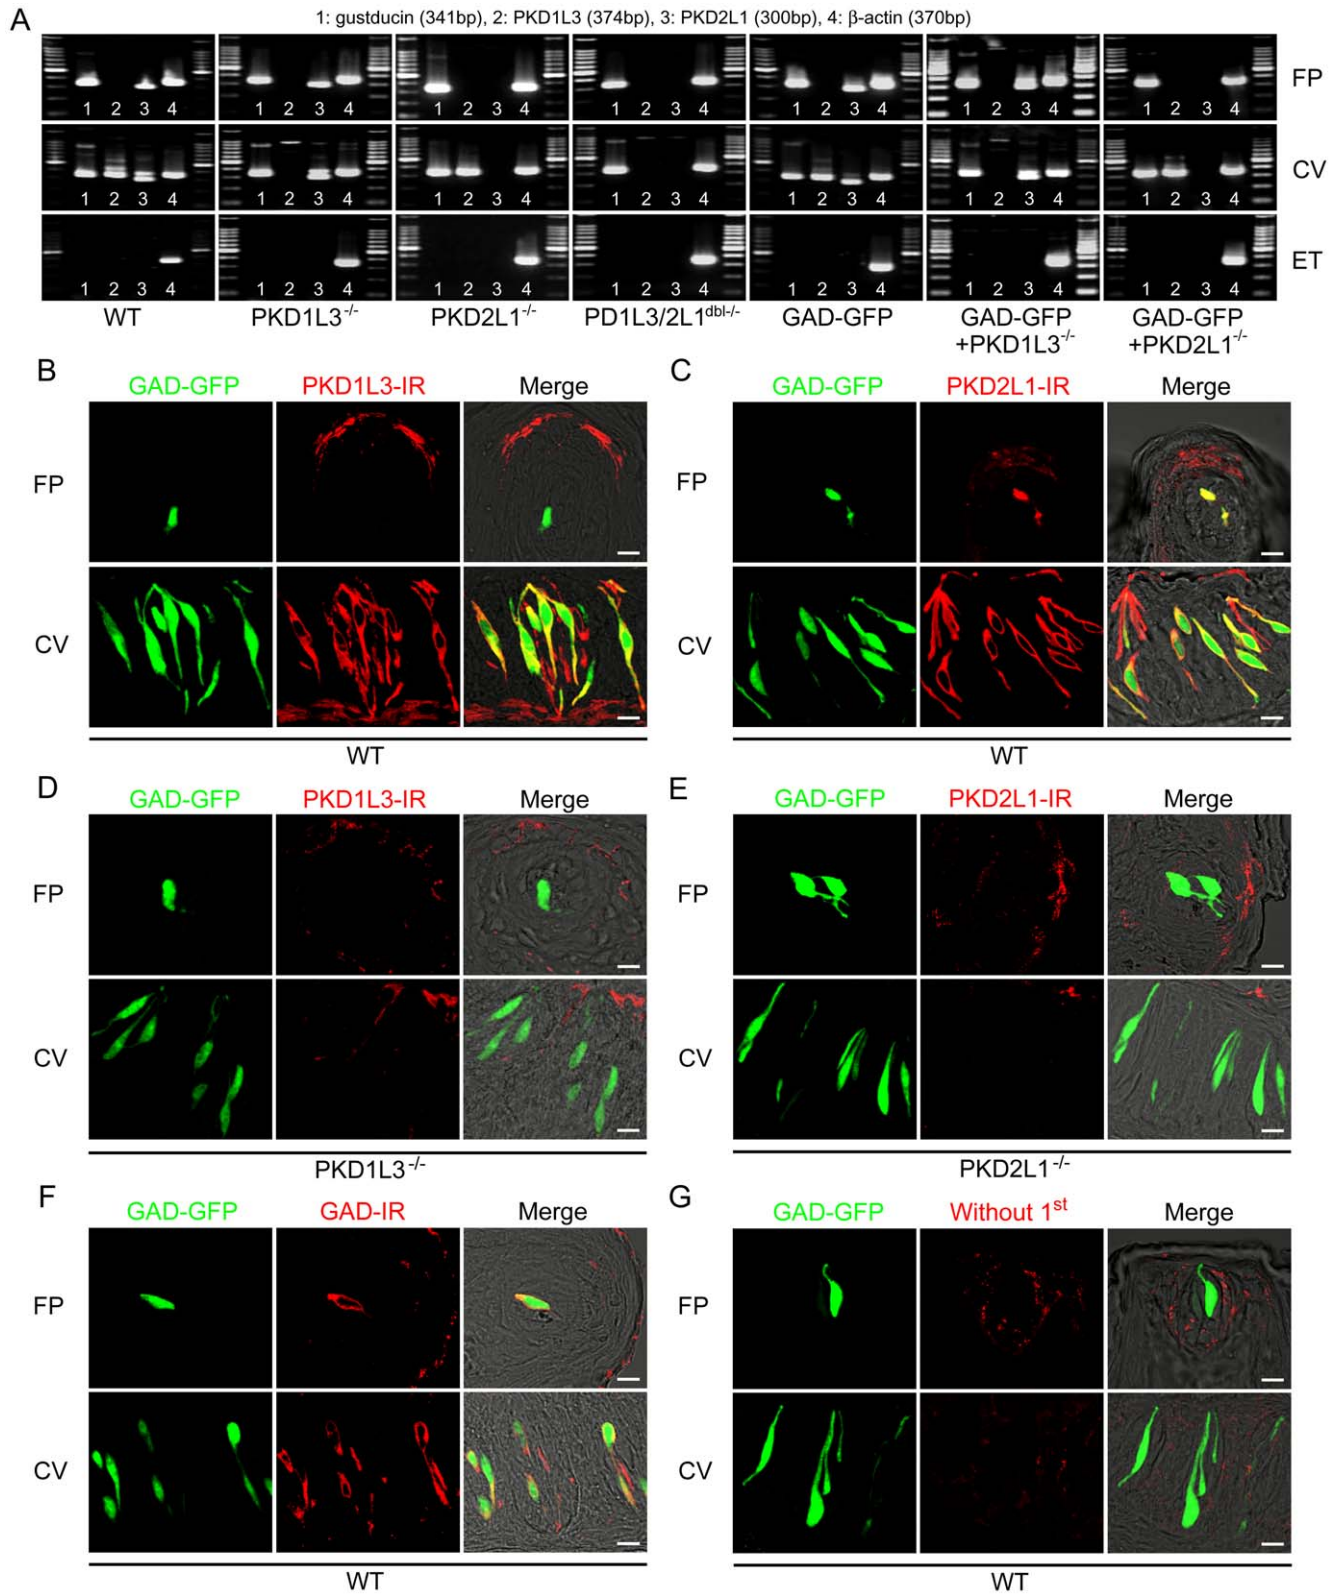 A
1: gustducin (341bp), 2: PKD1L3 (374bp), 3: PKD2L1 (300bp), 4: β-actin (370bp)
1 2 3 4 1 2 3 4 1 2 3 4 1 2 3 4 1 2 3 4 1 2 3 4 1 2 3 4 FP
1 2 3 4 1 2 3 4 1 2 3 4 1 2 3 4 1 2 3 4 1 2 3 4 1 2 3 4 CV
1 2 3 4 1 2 3 4 1 2 3 4 1 2 3 4 1 2 3 4 1 2 3 4 1 2 3 4 ET
WT PKD1L3-/- PKD2L1-/- PD1L3/2L1dbl-/- GAD-GFP GAD-GFP GAD-GFP
+PKD1L3-/- +PKD2L1-/-
B
GAD-GFP PKD1L3-IR Merge
FP
CV
WT
C
GAD-GFP PKD2L1-IR Merge
FP
CV
WT
D
GAD-GFP PKD1L3-IR Merge
FP
CV
PKD1L3-/-
E
GAD-GFP PKD2L1-IR Merge
FP
CV
PKD2L1-/-
F
GAD-GFP GAD-IR Merge
FP
CV
WT
G
GAD-GFP Without 1st Merge
FP
CV
WT